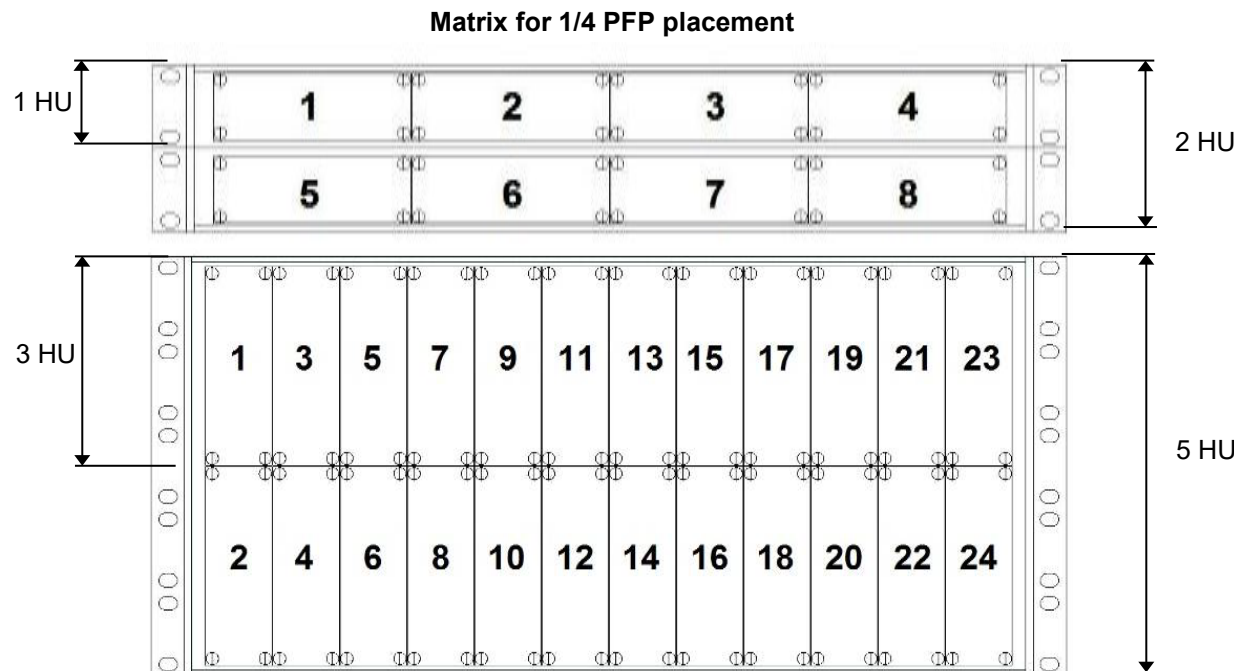 Matrix for 1/4 PFP placement
1 HU
1 2 3 4
2 HU
5 6 7 8
3 HU
1 3 5 7 9 11 13 15 17 19 21 23
5 HU
2 4 6 8 10 12 14 16 18 20 22 24